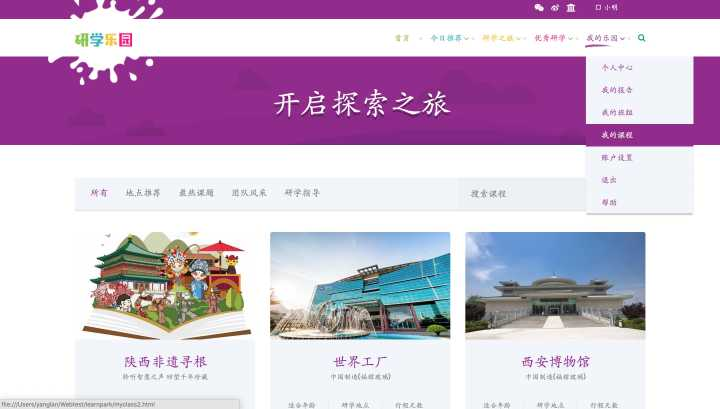 小明
研学乐园
首页 今日推荐 研学之旅 优秀研学 我的乐园
个人中心
我的报告
我的班组
我的课程
账户设置
退出
帮助
开启探索之旅
所有 地点推荐 最热课题 团队风采 研学指导 搜索课程
陕西非遗寻根 世界工厂 西安博物馆
聆听智慧之声 回望千年珍藏 中国制造(福耀玻璃) 中国制造(福耀玻璃)
适合年龄 研学地点 行程天数 适合年龄 研学地点 行程天数
file:///Users/yanglan/Webtest/learnpark/myclass2.html